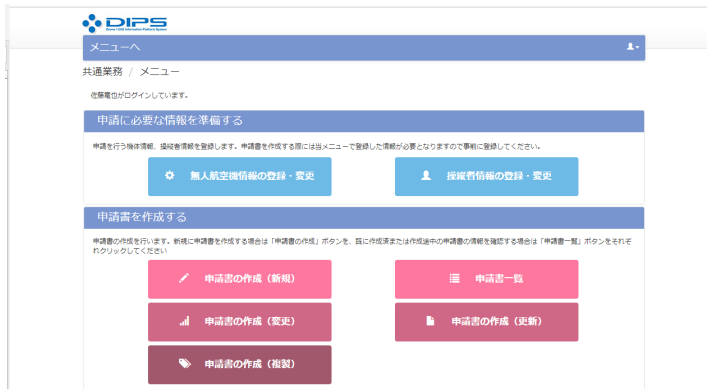 DIPS
Drone / UAS Information Platform System
メニューへ
共通業務 / メニュー
佐藤竜也がログインしています。
申請に必要な情報を準備する
申請を行う機体情報、操縦者情報を登録します。申請書を作成する際には当メニューで登録した情報が必要となりますので事前に登録してください。
無人航空機情報の登録・変更
操縦者情報の登録・変更
申請書を作成する
申請書の作成を行います。新規に申請書を作成する場合は「申請書の作成」ボタンを、既に作成済または作成途中の申請書の情報を確認する場合は「申請書一覧」ボタンをそれぞ
れクリックしてください
申請書の作成（新規）
申請書一覧
申請書の作成（変更）
申請書の作成（更新）
申請書の作成（複製）